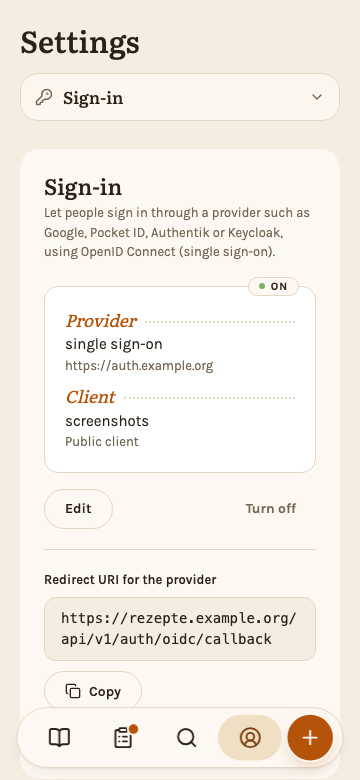 Settings
Sign-in
Sign-in
Let people sign in through a provider such as
Google, Pocket ID, Authentik or Keycloak,
using OpenID Connect (single sign-on).
ON
Provider
single sign-on
https://auth.example.org
Client
screenshots
Public client
Edit
Turn off
Redirect URI for the provider
https://rezepte.example.org/
api/v1/auth/oidc/callback
Copy